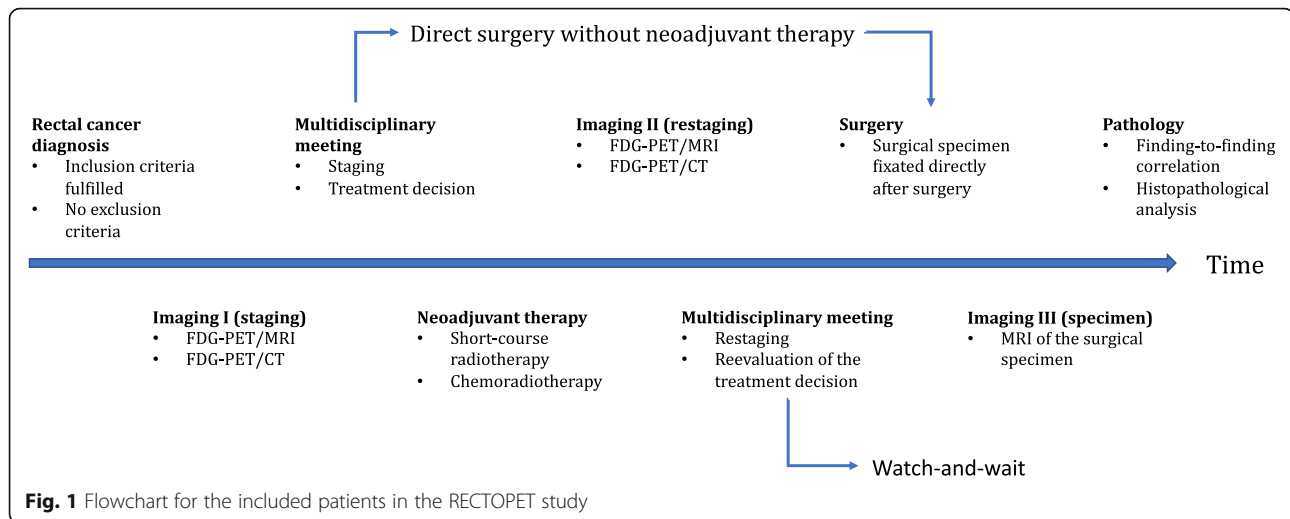 Direct surgery without neoadjuvant therapy
Rectal cancer
diagnosis
• Inclusion criteria
fulfilled
• No exclusion
criteria
Multidisciplinary
meeting
• Staging
• Treatment decision
Imaging II (restaging)
• FDG-PET/MRI
• FDG-PET/CT
Surgery
• Surgical specimen
fixated directly
after surgery
Pathology
• Finding-to-finding
correlation
• Histopathological
analysis
Time
Imaging I (staging)
• FDG-PET/MRI
• FDG-PET/CT
Neoadjuvant therapy
• Short-course
radiotherapy
• Chemoradiotherapy
Multidisciplinary meeting
• Restaging
• Reevaluation of the
treatment decision
Imaging III (specimen)
• MRI of the surgical
specimen
Watch-and-wait
Fig. 1 Flowchart for the included patients in the RECTOPET study